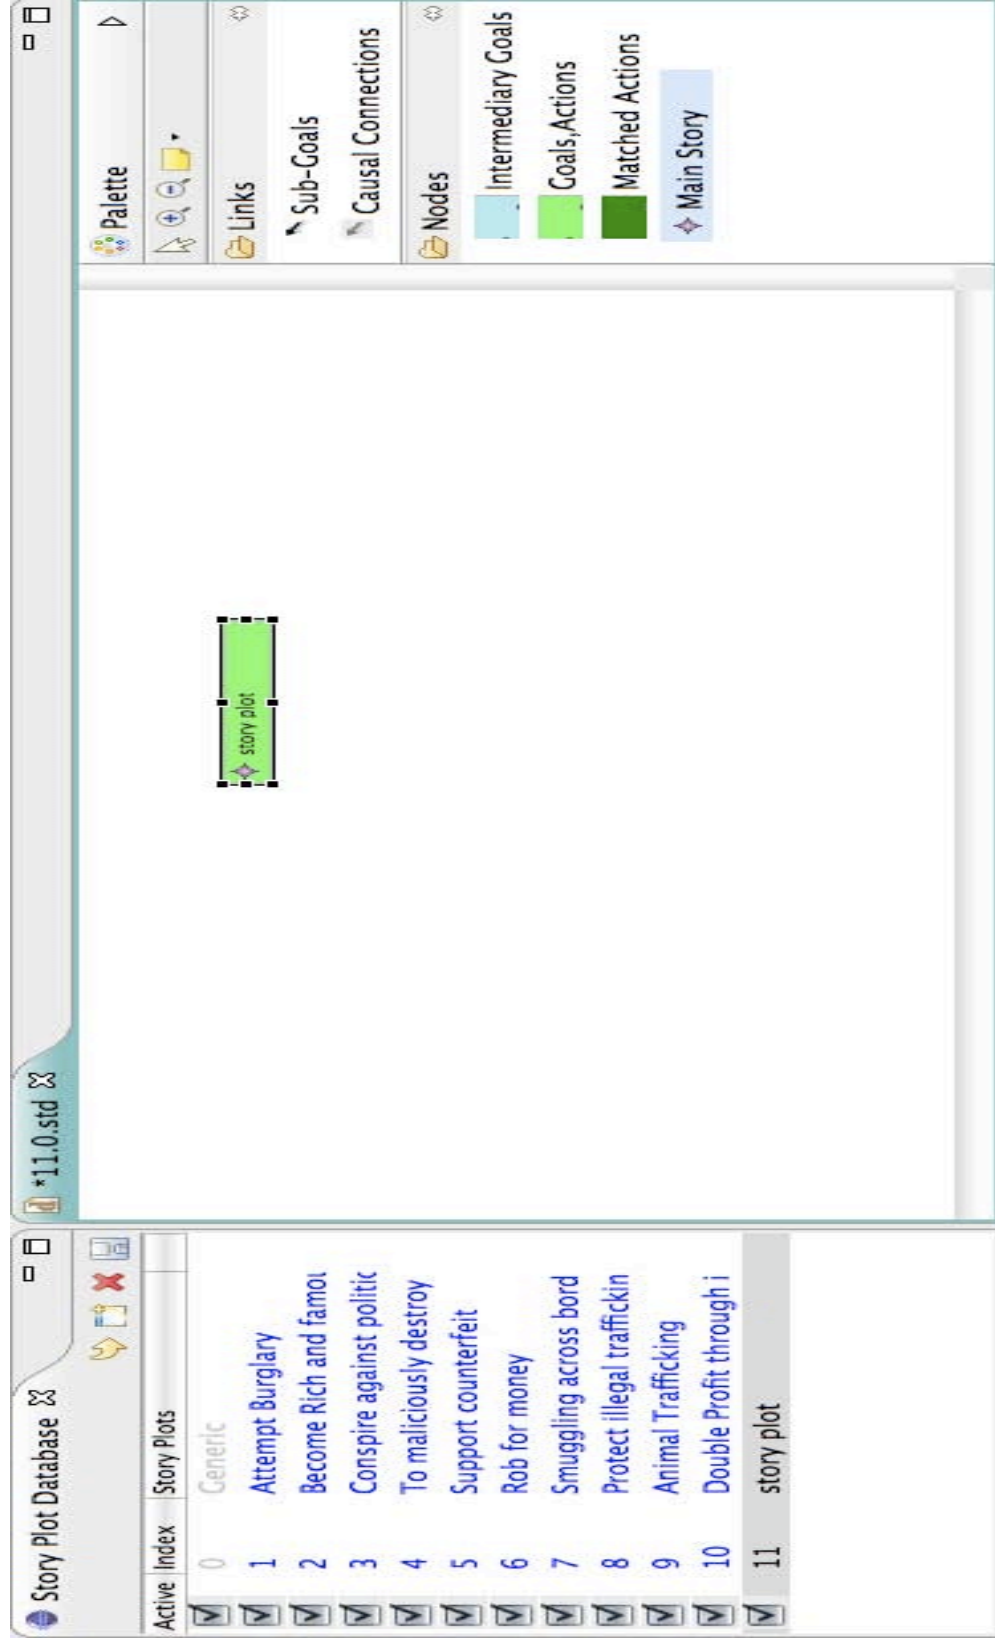 Story Plot Database
Active Index Story Plots
0 Generic
1 Attempt Burglary
2 Become Rich and famou
3 Conspire against politic
4 To maliciously destroy
5 Support counterfeit
6 Rob for money
7 Smuggling across bord
8 Protect illegal traffickin
9 Animal Trafficking
10 Double Profit through i
11 story plot
*11.0.std
story plot
Palette
Links
Sub-Goals
Causal Connections
Nodes
Intermediary Goals
Goals,Actions
Matched Actions
Main Story